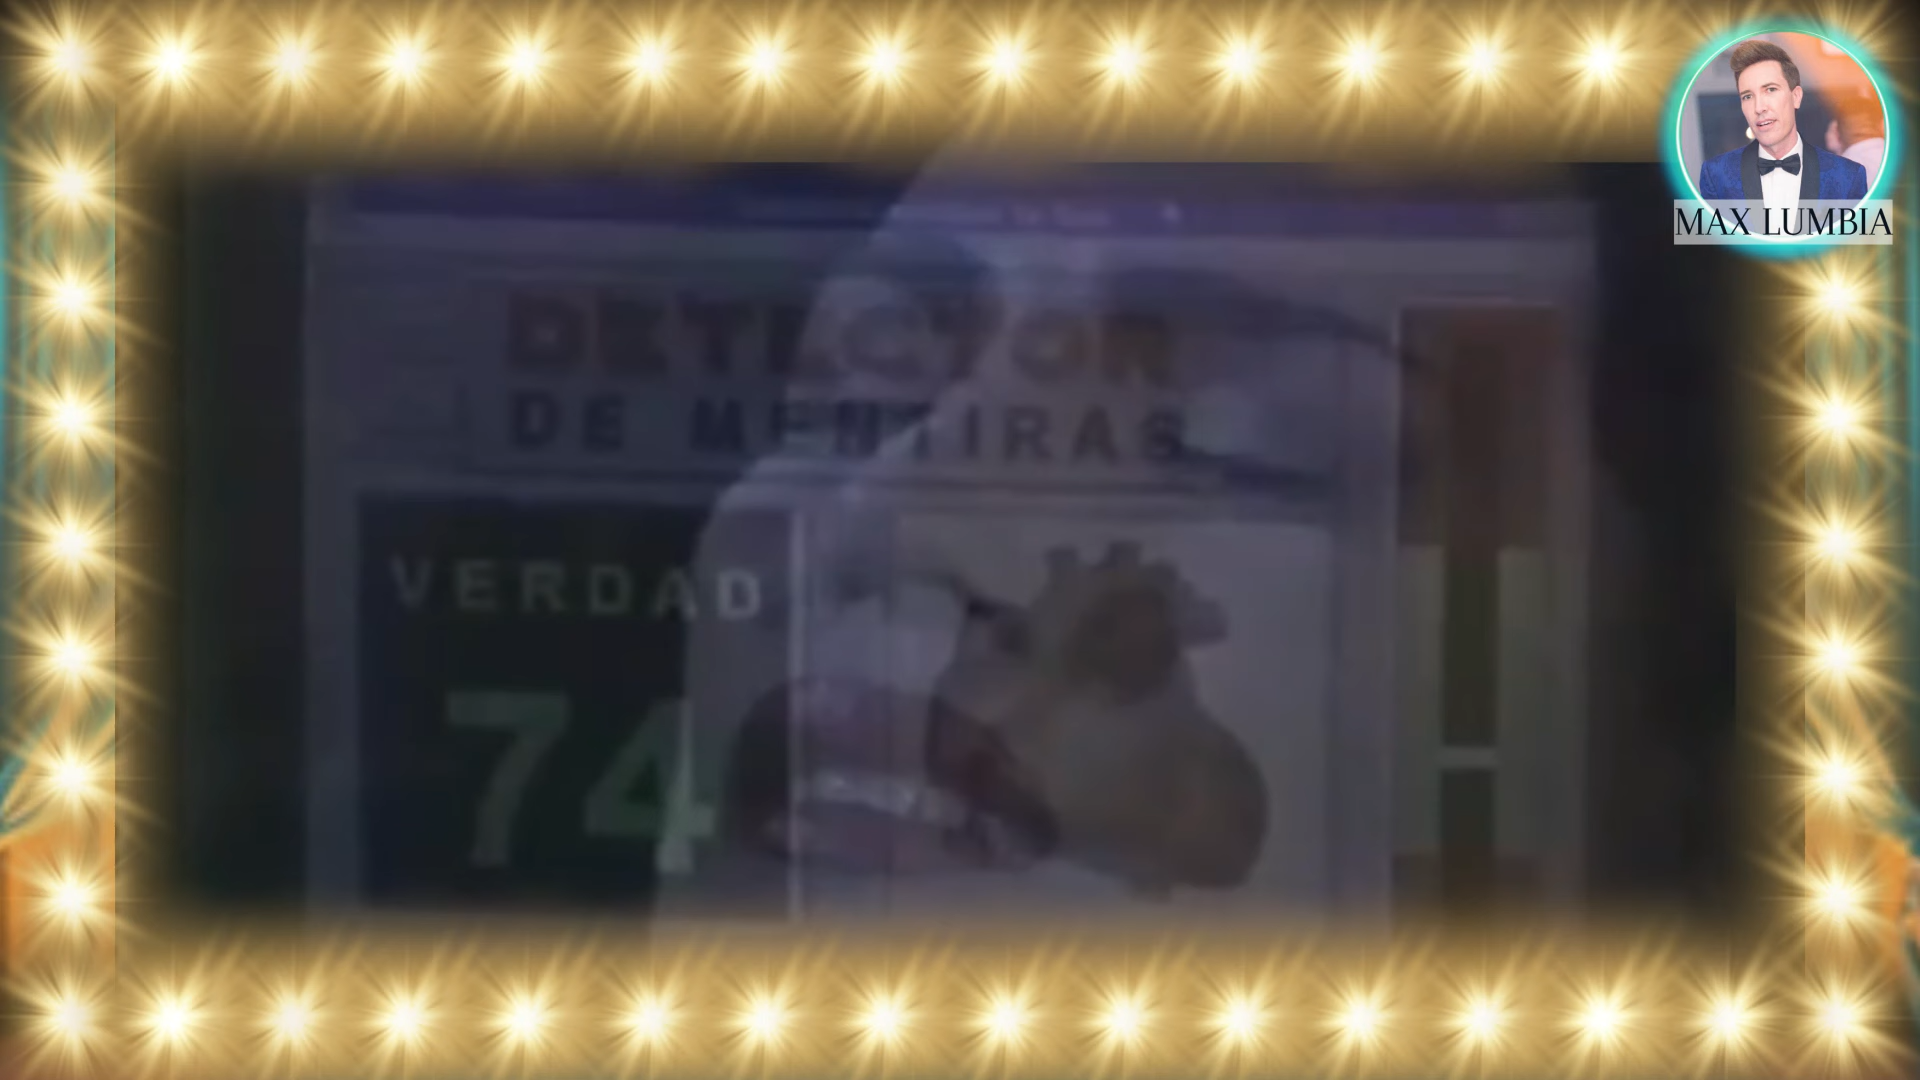 MAX LUMBIA
DETECTOR
DE MENTIRAS
VERDAD
74